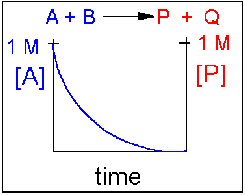 A + B ⟶ P + Q
1 M 1 M
[A] [P]
time